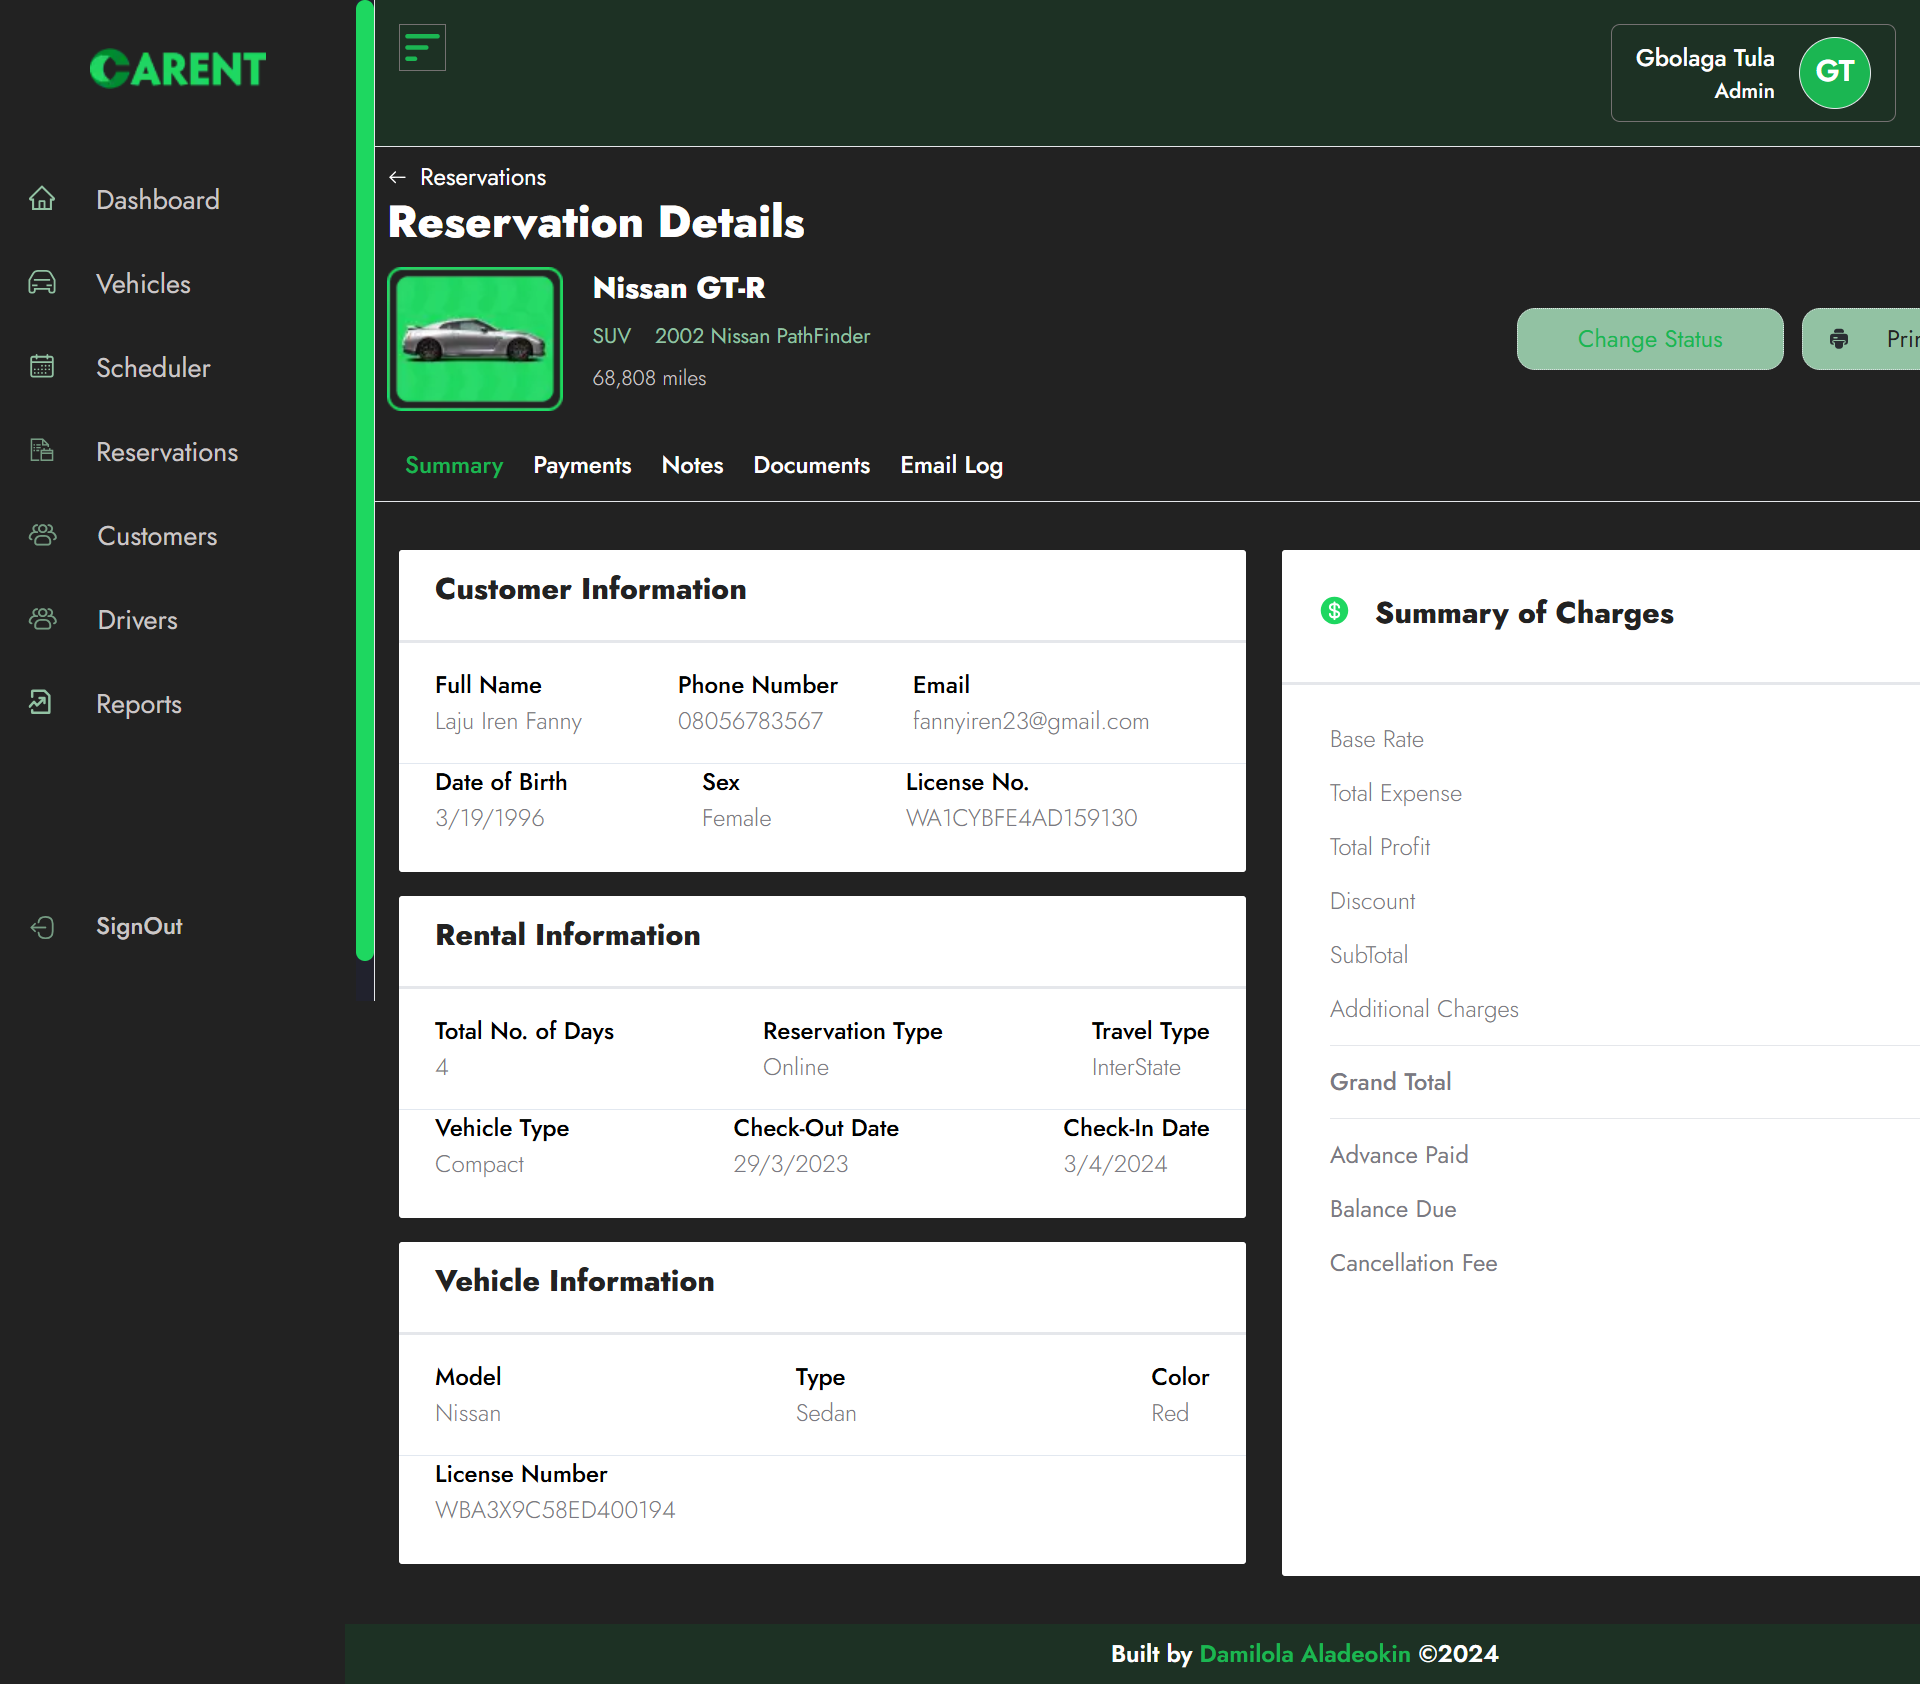 CARENT
Dashboard
Vehicles
Scheduler
Reservations
Customers
Drivers
Reports
SignOut
Gbolaga Tula
Admin
GT
Reservations
Reservation Details
Nissan GT-R
SUV 2002 Nissan PathFinder
68,808 miles
Change Status
Summary Payments Notes Documents Email Log
Customer Information
Full Name Phone Number Email
Laju Iren Fanny 08056783567 fannyiren23@gmail.com
Date of Birth Sex License No.
3/19/1996 Female WA1CYBFE4AD159130
Rental Information
Total No. of Days Reservation Type Travel Type
4 Online InterState
Vehicle Type Check-Out Date Check-In Date
Compact 29/3/2023 3/4/2024
Vehicle Information
Model Type Color
Nissan Sedan Red
License Number
WBA3X9C58ED400194
$ Summary of Charges
Base Rate
Total Expense
Total Profit
Discount
SubTotal
Additional Charges
Grand Total
Advance Paid
Balance Due
Cancellation Fee
Built by Damilola Aladeokin ©2024